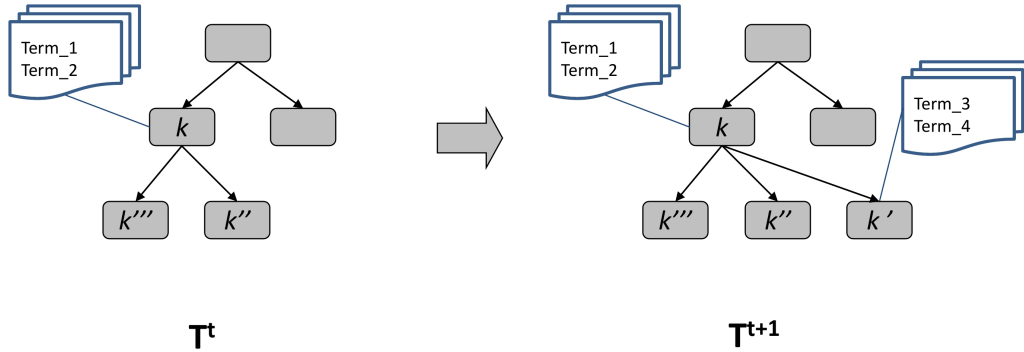 Term_1
Term_2
k
k’’’
k’’
T^t
Term_1
Term_2
Term_3
Term_4
k
k’’’
k’’
k’
T^t+1